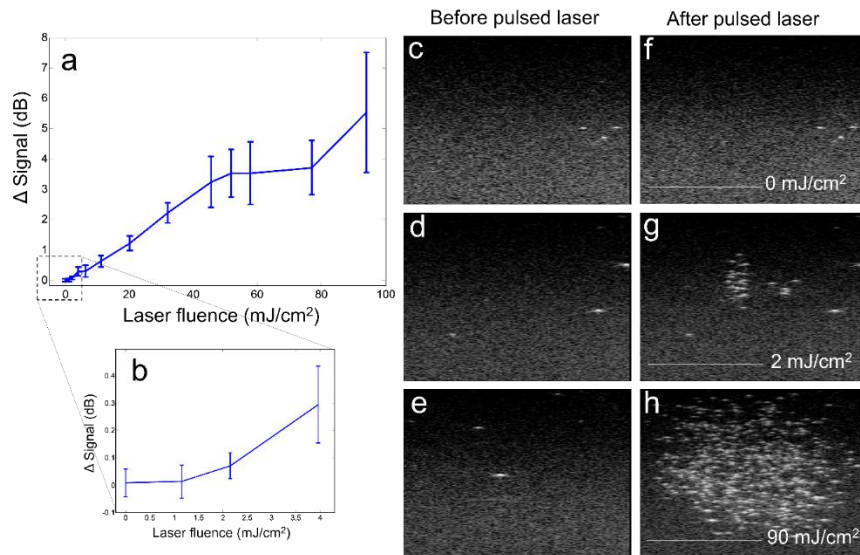 Before pulsed laser
After pulsed laser
a
8
7
6
5
4
3
2
1
0
Δ Signal (dB)
0
20
40
60
80
100
Laser fluence (mJ/cm²)
b
0.5
0.4
0.3
0.2
0.1
0
-0.1
Δ Signal (dB)
0
0.5
1
1.5
2
2.5
3
3.5
4
Laser fluence (mJ/cm²)
c
f
0 mJ/cm²
d
g
2 mJ/cm²
e
h
90 mJ/cm²